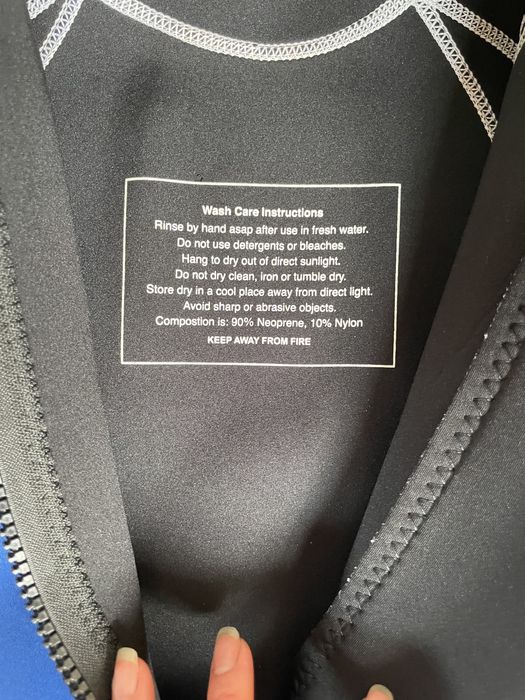 Wash Care Instructions
Rinse by hand asap after use in fresh water.
Do not use detergents or bleaches.
Hang to dry out of direct sunlight.
Do not dry clean, iron or tumble dry.
Store dry in a cool place away from direct light.
Avoid sharp or abrasive objects.
Compostion is: 90% Neoprene, 10% Nylon
KEEP AWAY FROM FIRE